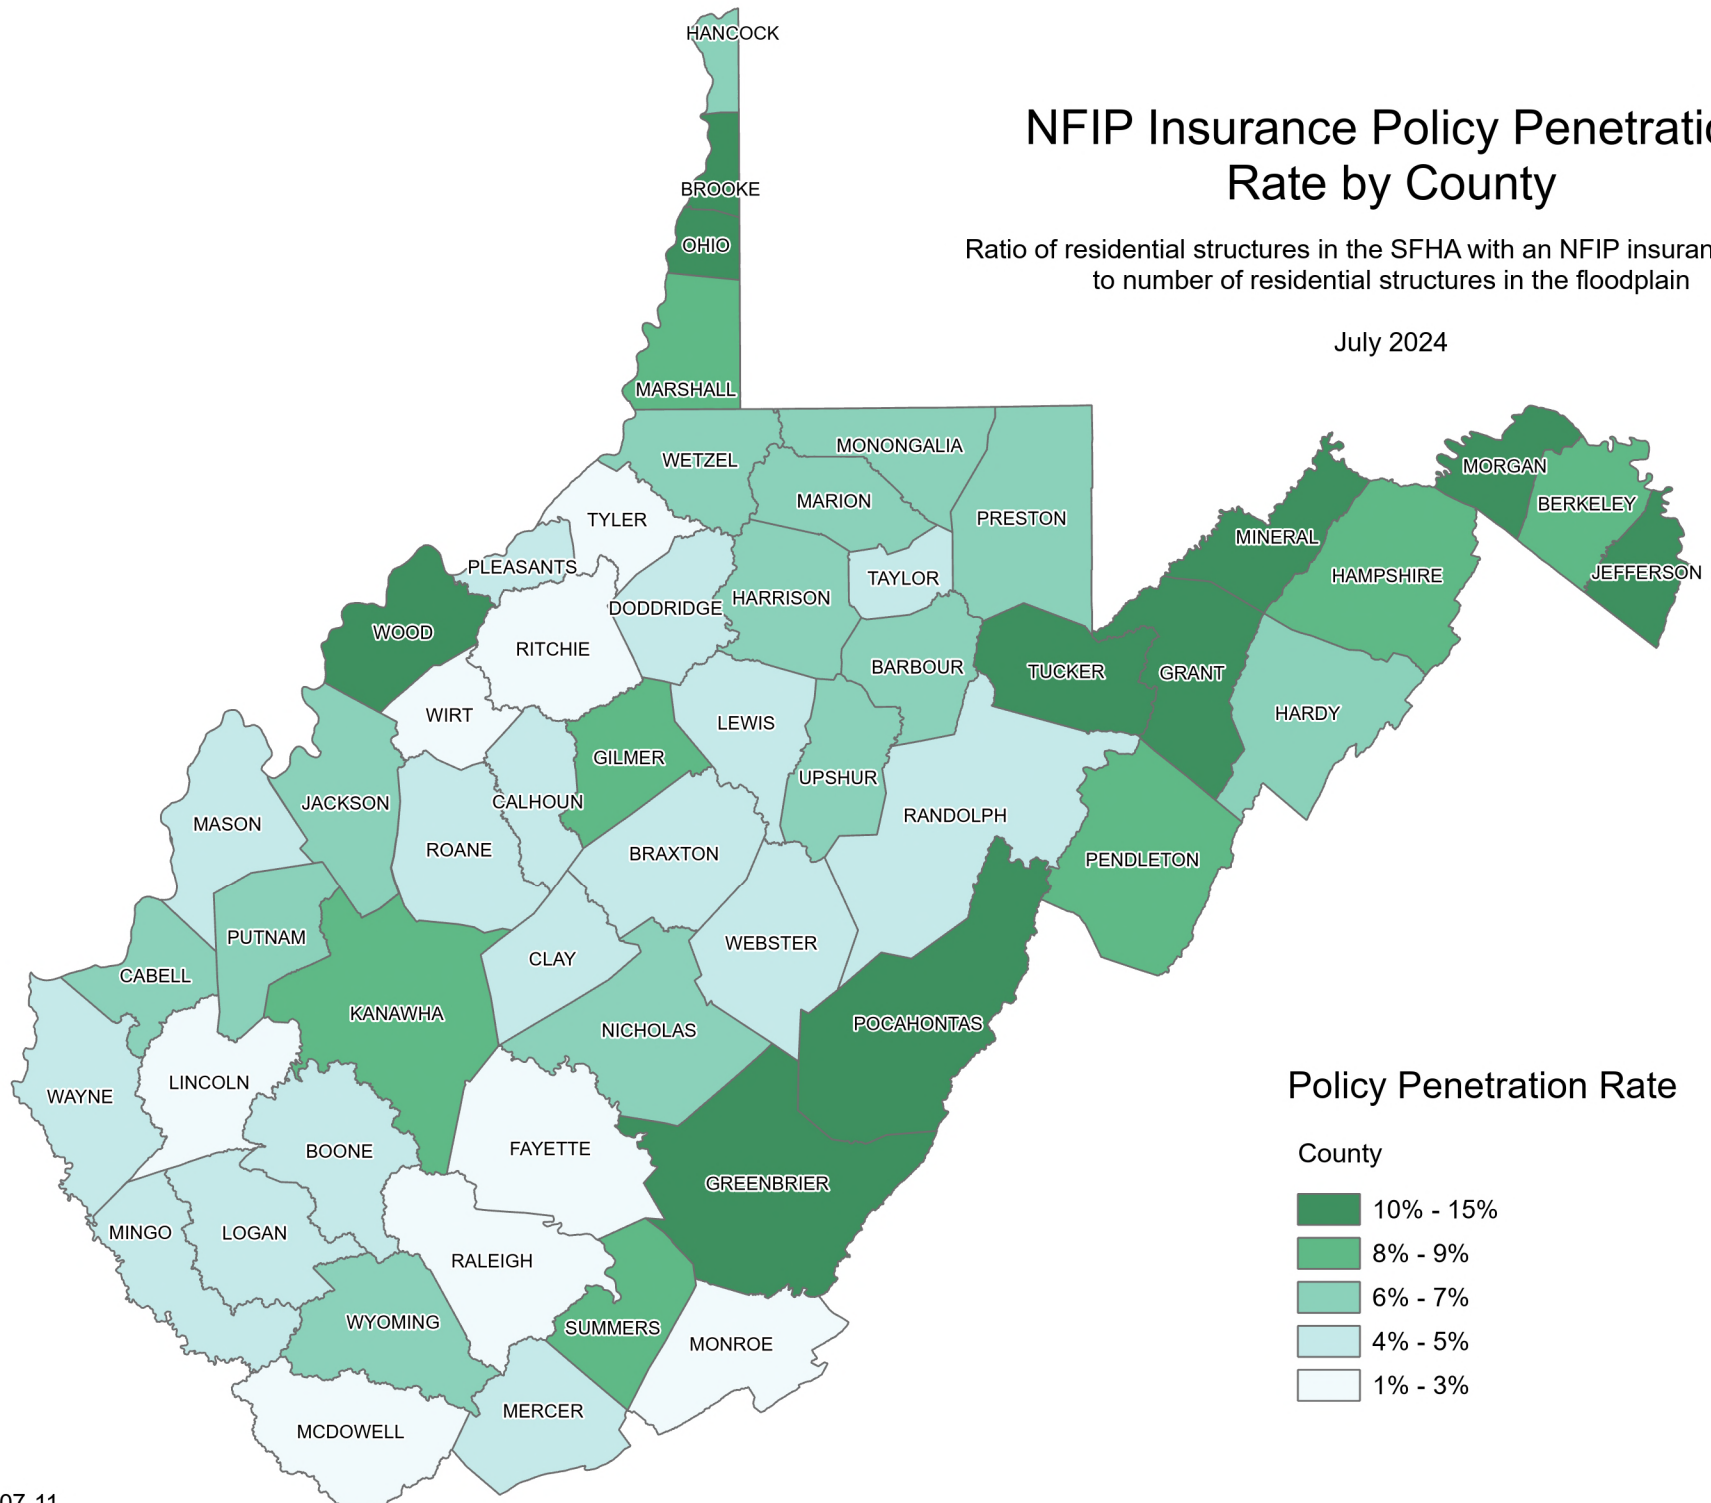 HANCOCK
NFIP Insurance Policy Penetratio
Rate by County
BROOKE
OHIO
Ratio of residential structures in the SFHA with an NFIP insuran
to number of residential structures in the floodplain
July 2024
MARSHALL
WETZEL
MONONGALIA
MORGAN
MARION
BERKELEY
TYLER
PRESTON
MINERAL
PLEASANTS
TAYLOR
HAMPSHIRE
JEFFERSON
DODDRIDGE
HARRISON
WOOD
RITCHIE
BARBOUR
TUCKER
GRANT
WIRT
LEWIS
HARDY
GILMER
UPSHUR
JACKSON
CALHOUN
RANDOLPH
MASON
ROANE
BRAXTON
PENDLETON
PUTNAM
WEBSTER
CLAY
CABELL
KANAWHA
POCAHONTAS
NICHOLAS
LINCOLN
WAYNE
BOONE
FAYETTE
GREENBRIER
MINGO
LOGAN
RALEIGH
WYOMING
SUMMERS
MONROE
MERCER
MCDOWELL
Policy Penetration Rate
County
10% - 15%
8% - 9%
6% - 7%
4% - 5%
1% - 3%
07-11